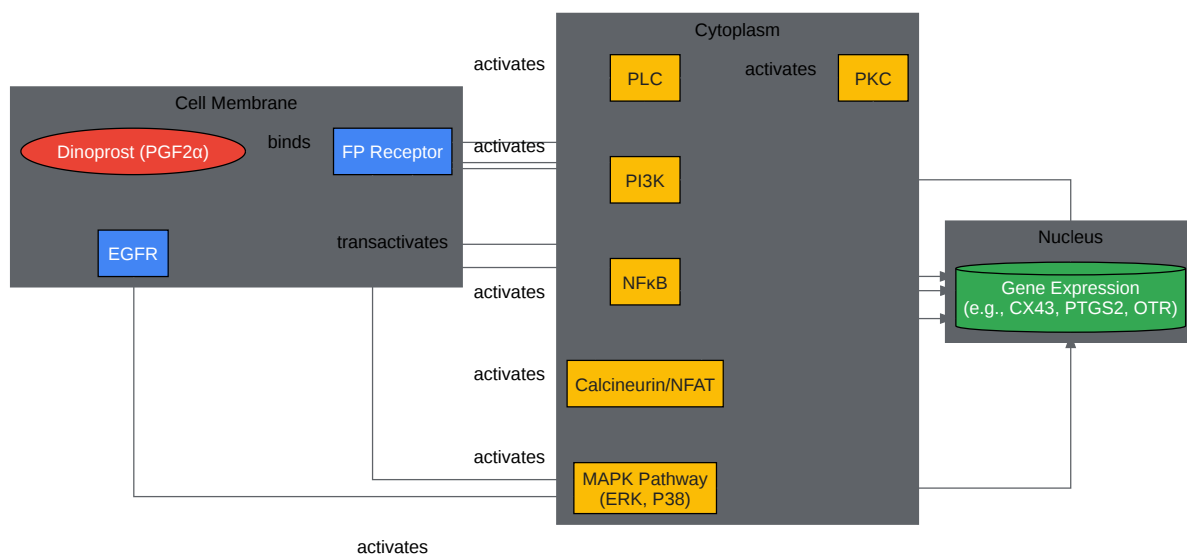 Cytoplasm
activates
PLC
activates
PKC
Cell Membrane
Dinoprost (PGF2α)
binds
FP Receptor
activates
PI3K
EGFR
transactivates
Nucleus
NFκB
activates
Gene Expression
(e.g., CX43, PTGS2, OTR)
activates
Calcineurin/NFAT
activates
MAPK Pathway
(ERK, P38)
activates